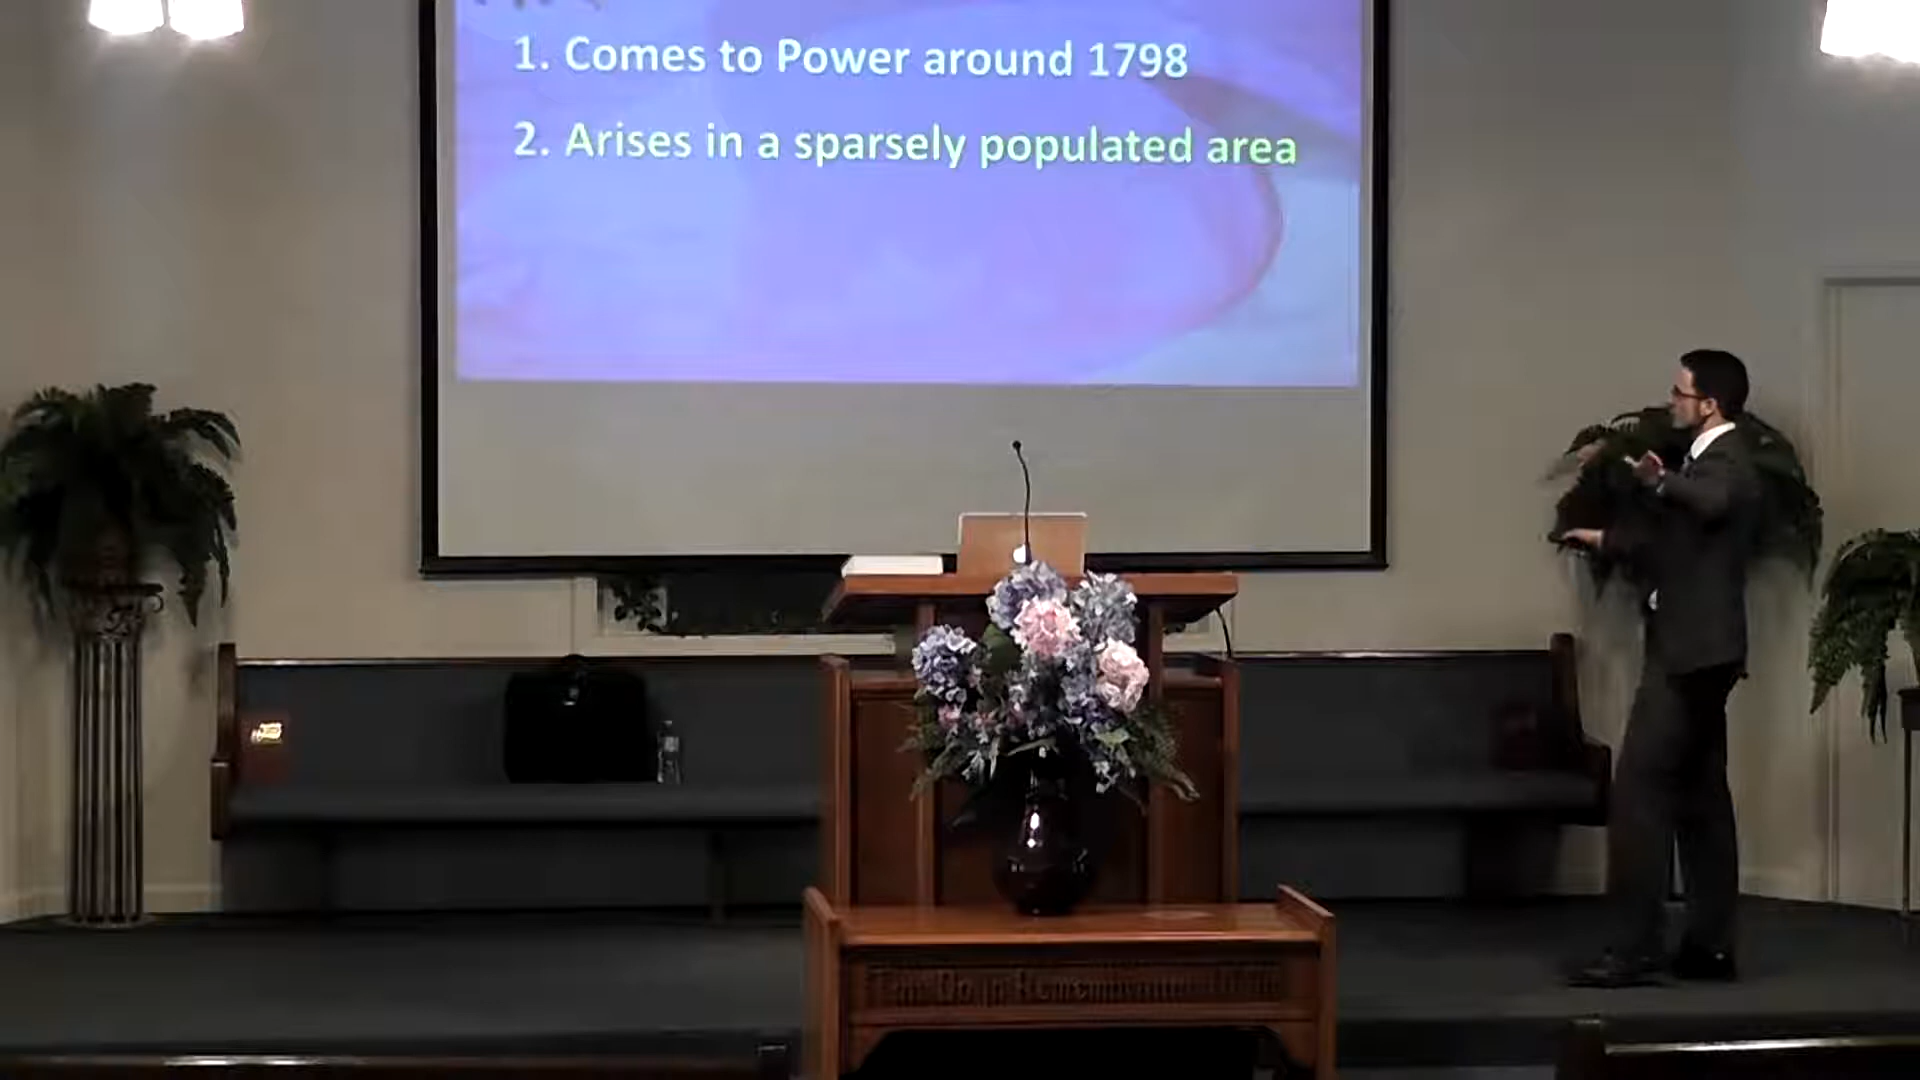 1. Comes to Power around 1798
2. Arises in a sparsely populated area